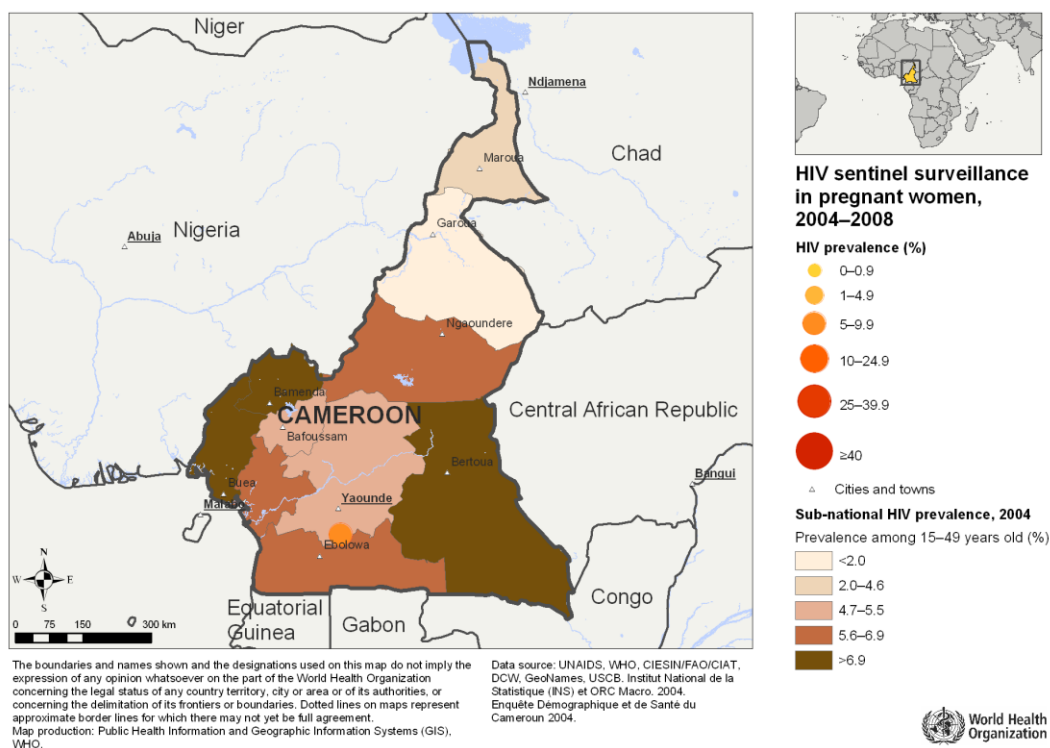 Niger
Ndjamena
Maroua
Chad
Nigeria
Abuja
Garoua
Ngaoundere
Bamenda
CAMEROON
Bafoussam
Central African Republic
Bertoua
Bangui
Buea
Malabo
Yaounde
Ebolowa
N
W
E
S
0 75 150 300 km
Equatorial
Guinea
Gabon
Congo
HIV sentinel surveillance
in pregnant women,
2004–2008
HIV prevalence (%)
0–0.9
1–4.9
5–9.9
10–24.9
25–39.9
≥40
Cities and towns
Sub-national HIV prevalence, 2004
Prevalence among 15–49 years old (%)
<2.0
2.0–4.6
4.7–5.5
5.6–6.9
>6.9
The boundaries and names shown and the designations used on this map do not imply the
expression of any opinion whatsoever on the part of the World Health Organization
concerning the legal status of any country territory, city or area or of its authorities, or
concerning the delimitation of its frontiers or boundaries. Dotted lines on maps represent
approximate border lines for which there may not yet be full agreement.
Map production: Public Health Information and Geographic Information Systems (GIS),
WHO.
Data source: UNAIDS, WHO, CIESIN/FAO/CIAT,
DCW, GeoNames, USCB. Institut National de la
Statistique (INS) et ORC Macro. 2004.
Enquête Démographique et de Santé du
Cameroun 2004.
World Health
Organization